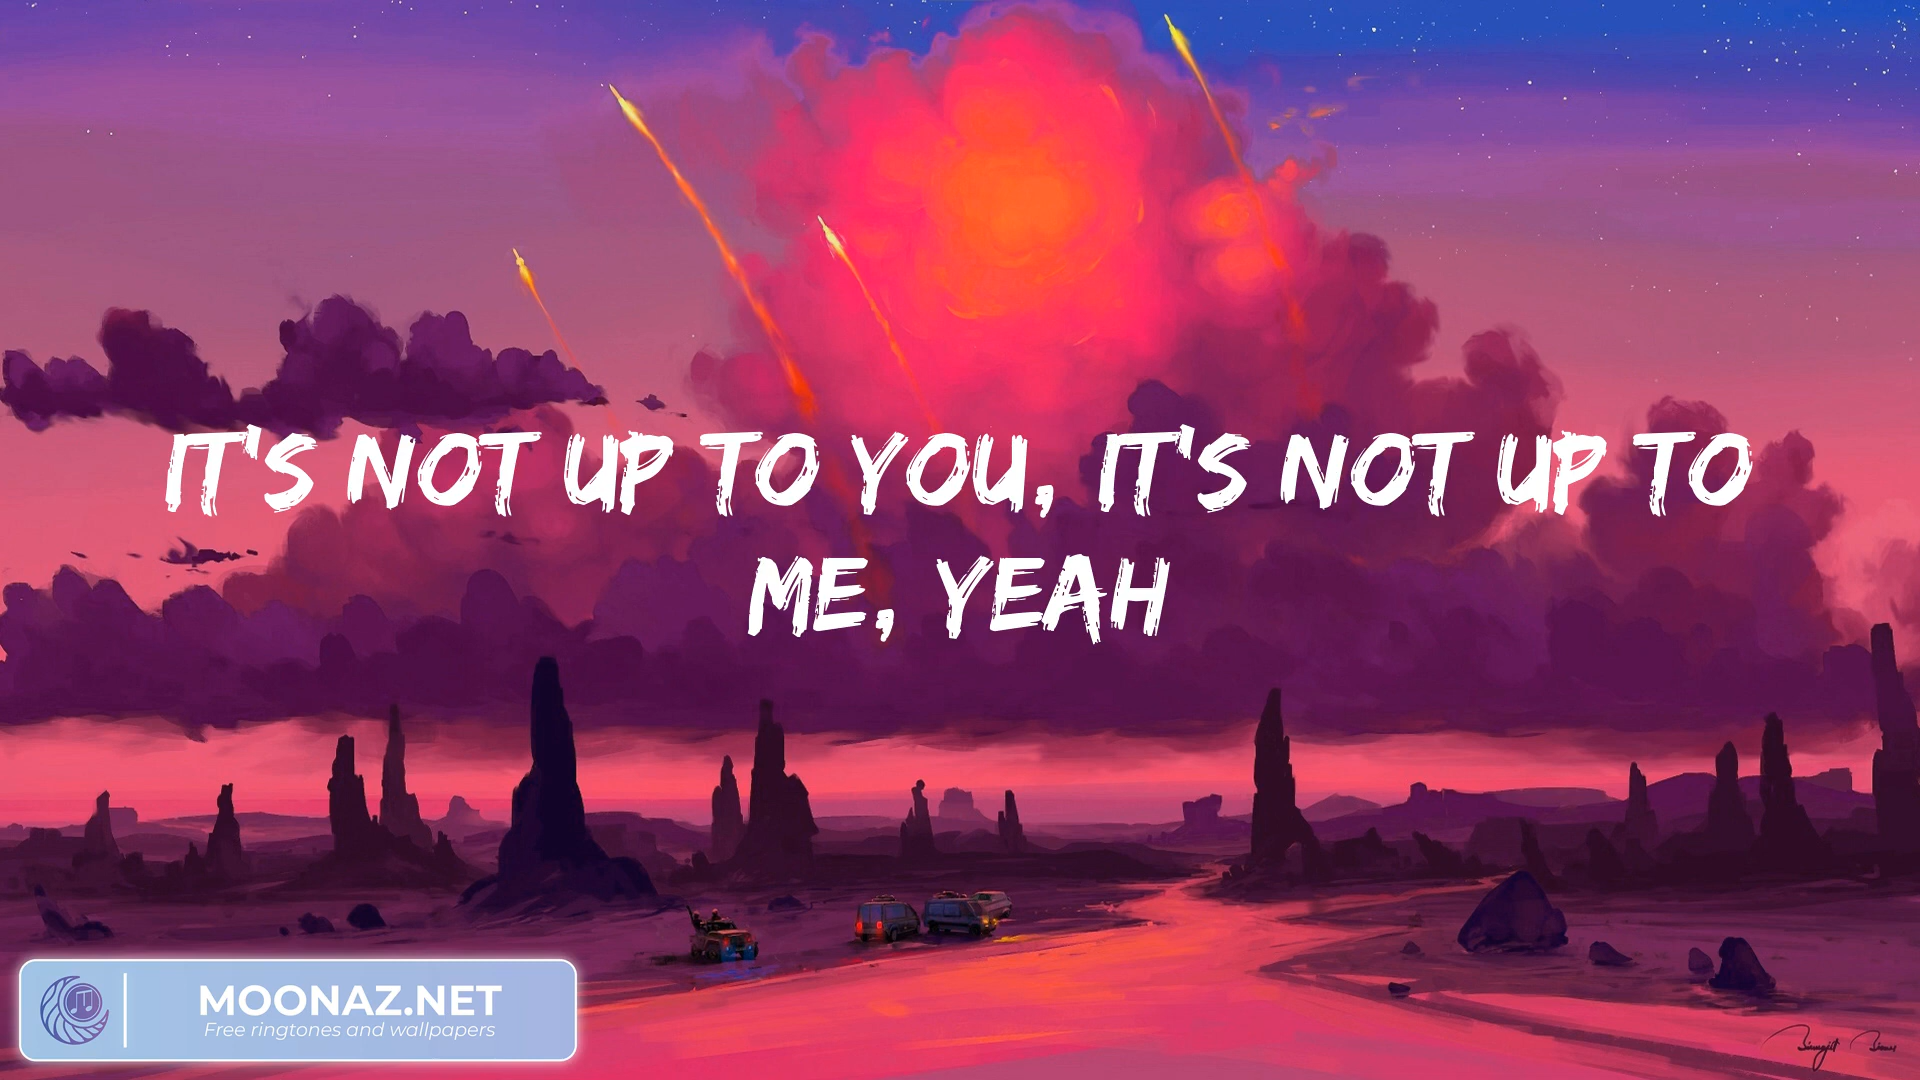 IT'S NOT UP TO YOU, IT'S NOT UP TO
ME, YEAH
MOONAZ.NET
Free ringtones and wallpapers